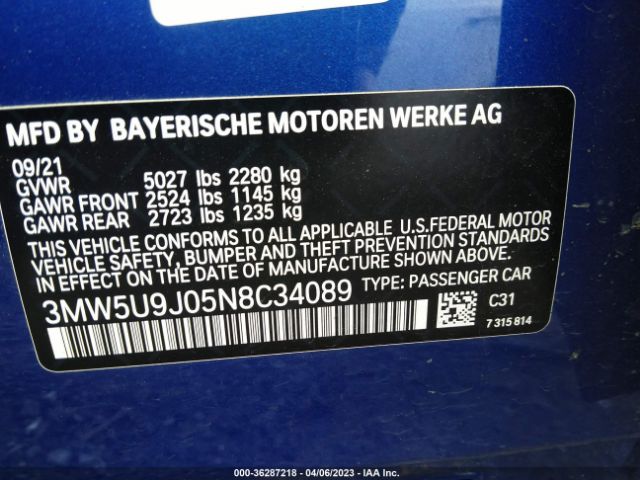 MFD BY BAYERISCHE MOTOREN WERKE AG
09/21
GVWR 5027 lbs 2280 kg
GAWR FRONT 2524 lbs 1145 kg
GAWR REAR 2723 lbs 1235 kg
THIS VEHICLE CONFORMS TO ALL APPLICABLE U.S.FEDERAL MOTOR
VEHICLE SAFETY, BUMPER AND THEFT PREVENTION STANDARDS
IN EFFECT ON THE DATE OF MANUFACTURE SHOWN ABOVE.
3MW5U9J05N8C34089 TYPE: PASSENGER CAR
C31
7 315 814
000-36287218 - 04/06/2023 - IAA Inc.